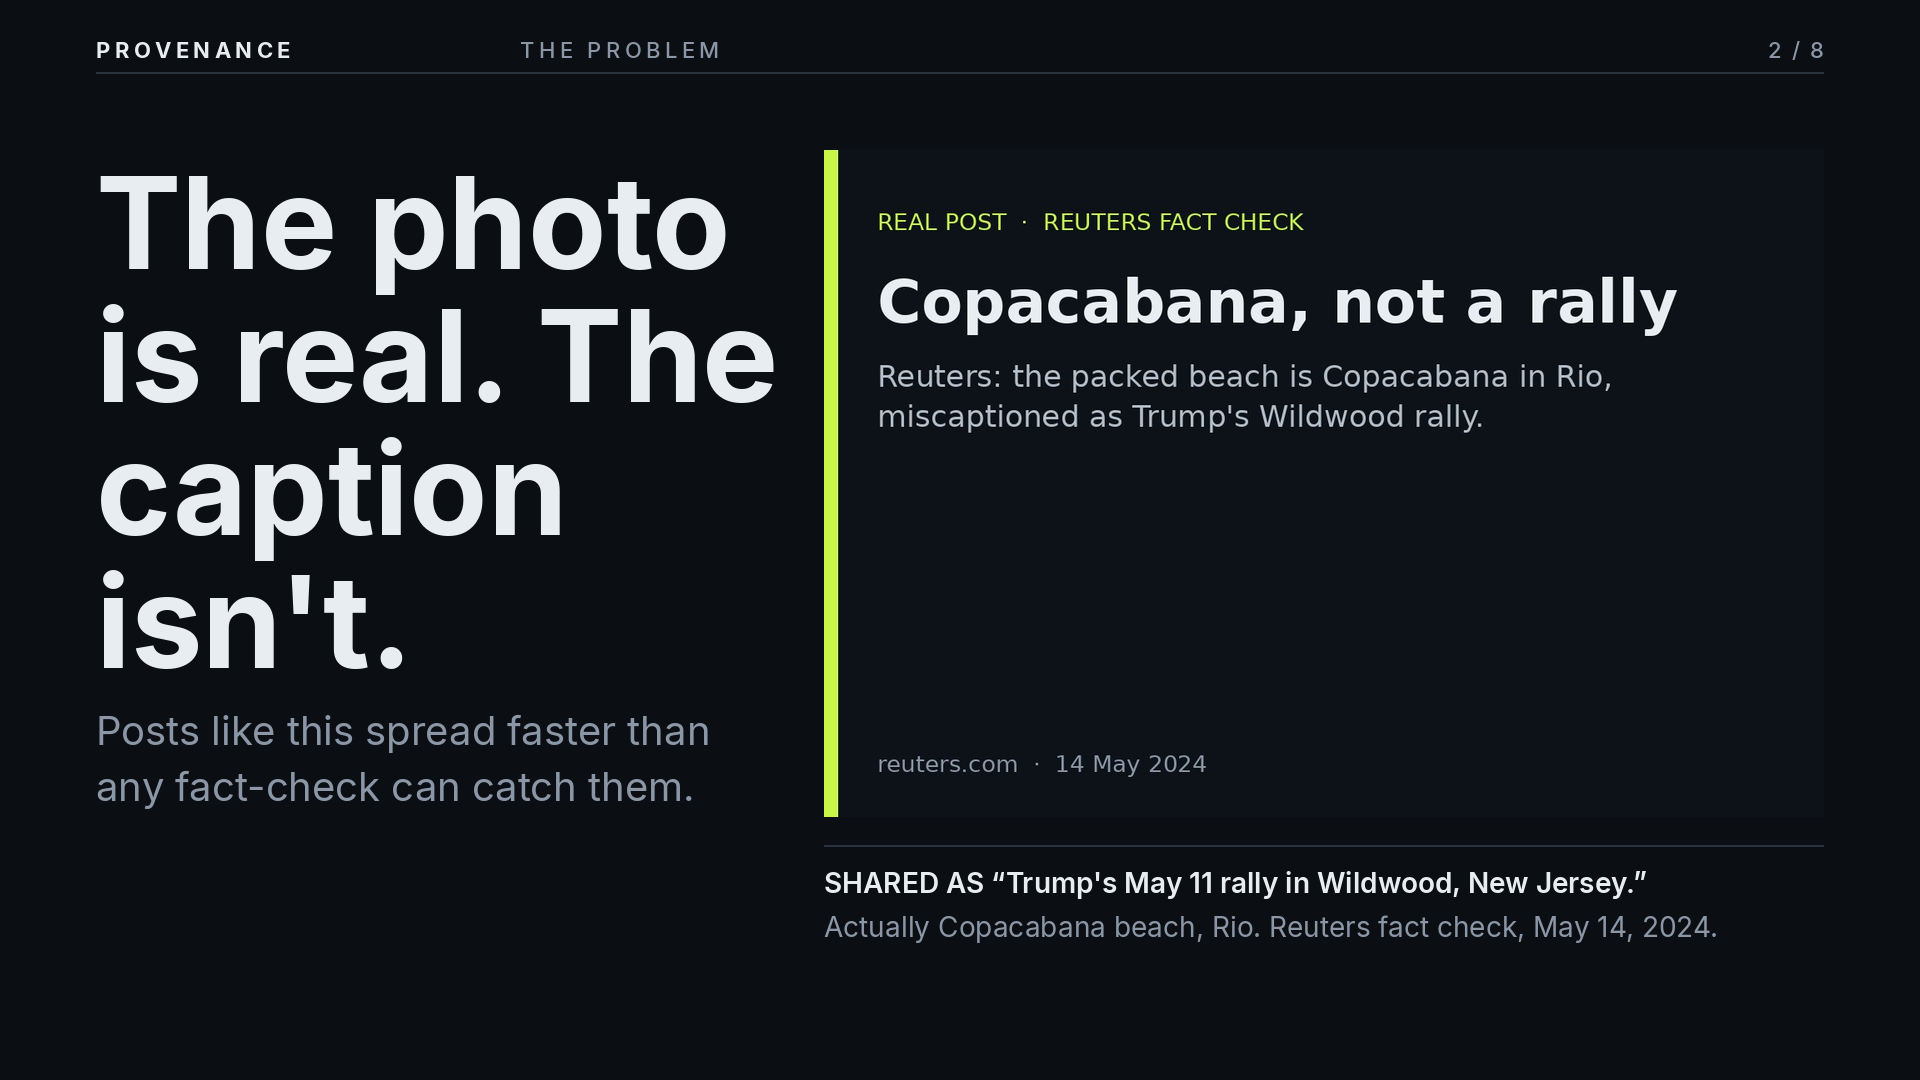 PROVENANCE
THE PROBLEM
2 / 8
The photo
is real. The
caption
isn't.
Posts like this spread faster than
any fact-check can catch them.
REAL POST · REUTERS FACT CHECK
Copacabana, not a rally
Reuters: the packed beach is Copacabana in Rio,
miscaptioned as Trump's Wildwood rally.
reuters.com · 14 May 2024
SHARED AS “Trump's May 11 rally in Wildwood, New Jersey.”
Actually Copacabana beach, Rio. Reuters fact check, May 14, 2024.